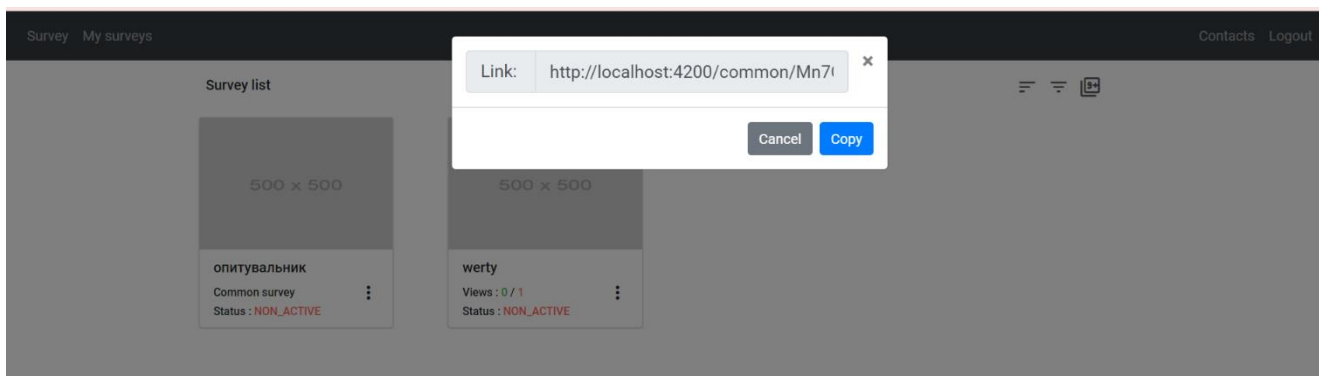 Survey My surveys Contacts Logout
Link: http://localhost:4200/common/Mn7
Cancel Copy
Survey list
9+
500 x 500 500 x 500
опитувальник werty
Common survey Views : 0 / 1
Status : NON_ACTIVE Status : NON_ACTIVE